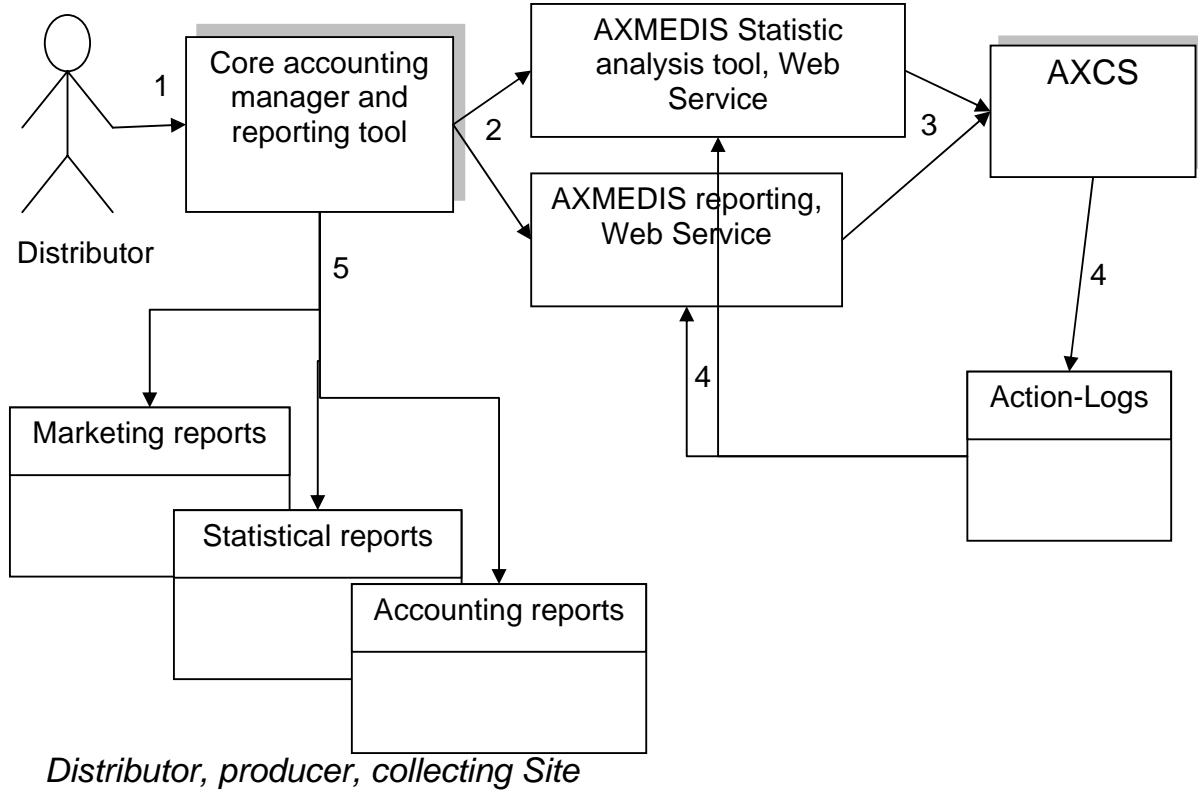 1
Core accounting
manager and
reporting tool
2
AXMEDIS Statistic
analysis tool, Web
Service
3
AXCS
AXMEDIS reporting,
Web Service
Distributor
5
4
4
Action-Logs
Marketing reports
Statistical reports
Accounting reports
Distributor, producer, collecting Site